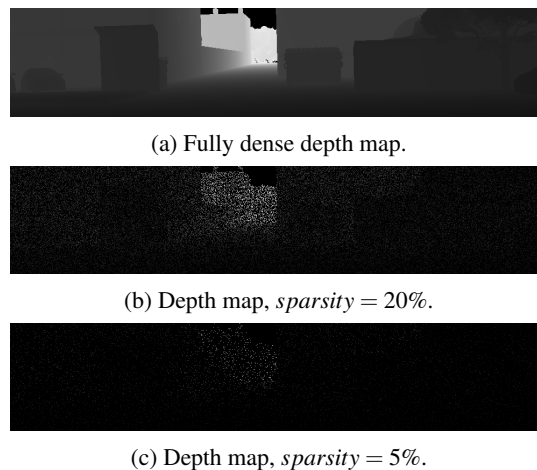 (a) Fully dense depth map.
(b) Depth map, sparsity = 20%.
(c) Depth map, sparsity = 5%.